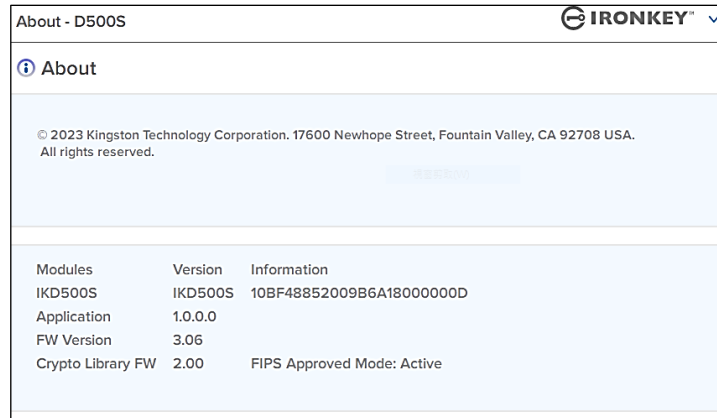 About - D500S
IRONKEY™
About
© 2023 Kingston Technology Corporation. 17600 Newhope Street, Fountain Valley, CA 92708 USA.
All rights reserved.
Modules Version Information
IKD500S IKD500S 10BF48852009B6A18000000D
Application 1.0.0.0
FW Version 3.06
Crypto Library FW 2.00 FIPS Approved Mode: Active